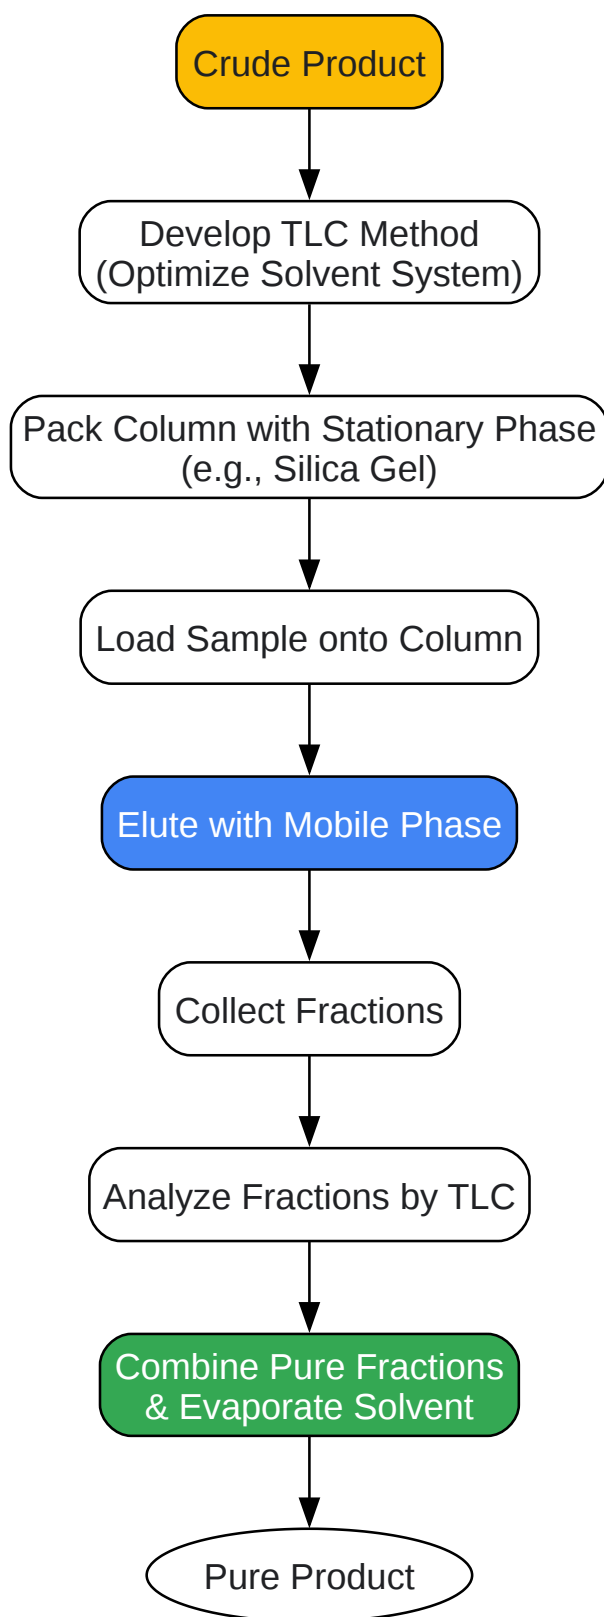 Crude Product
Develop TLC Method
(Optimize Solvent System)
Pack Column with Stationary Phase
(e.g., Silica Gel)
Load Sample onto Column
Elute with Mobile Phase
Collect Fractions
Analyze Fractions by TLC
Combine Pure Fractions
& Evaporate Solvent
Pure Product